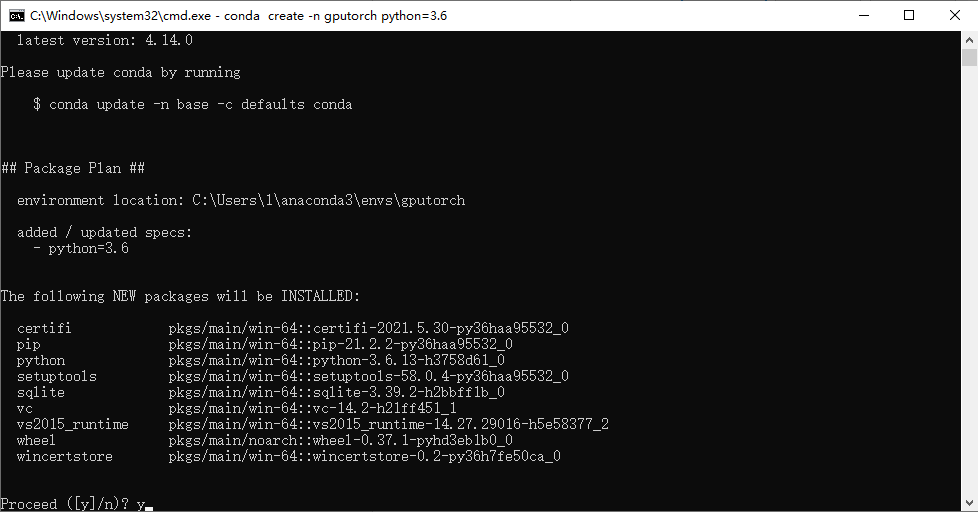 C:\Windows\system32\cmd.exe - conda  create -n gputorch python=3.6
latest version: 4.14.0
Please update conda by running
$ conda update -n base -c defaults conda
## Package Plan ##
environment location: C:\Users\1\anaconda3\envs\gputorch
added / updated specs:
- python=3.6
The following NEW packages will be INSTALLED:
certifi            pkgs/main/win-64::certifi-2021.5.30-py36haa95532_0
pip                pkgs/main/win-64::pip-21.2.2-py36haa95532_0
python             pkgs/main/win-64::python-3.6.13-h3758d61_0
setuptools         pkgs/main/win-64::setuptools-58.0.4-py36haa95532_0
sqlite             pkgs/main/win-64::sqlite-3.39.2-h2bbff1b_0
vc                 pkgs/main/win-64::vc-14.2-h21ff451_1
vs2015_runtime     pkgs/main/win-64::vs2015_runtime-14.27.29016-h5e58377_2
wheel              pkgs/main/noarch::wheel-0.37.1-pyhd3eb1b0_0
wincertstore       pkgs/main/win-64::wincertstore-0.2-py36h7fe50ca_0
Proceed ([y]/n)? y